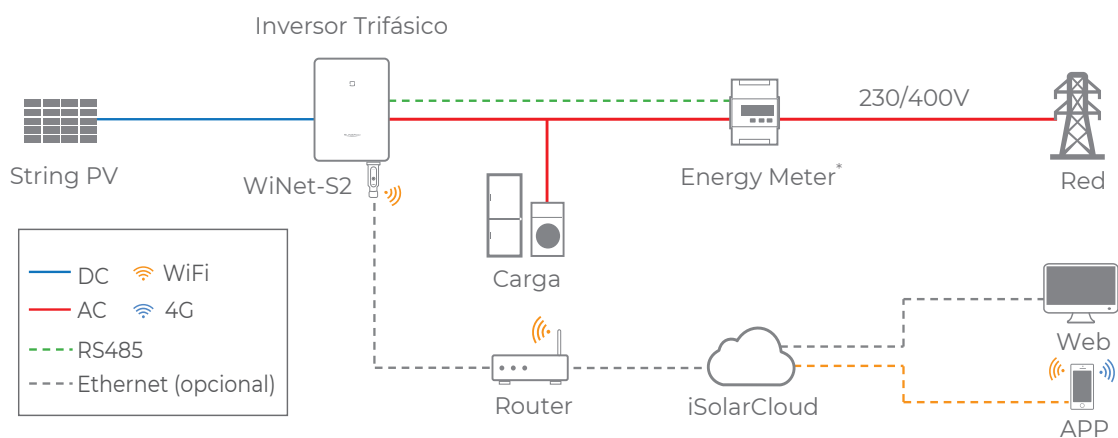 Inversor Trifásico
230/400V
String PV
WiNet-S2
Energy Meter*
Red
Carga
DC WiFi
AC 4G
RS485
Ethernet (opcional)
Router
iSolarCloud
Web
APP